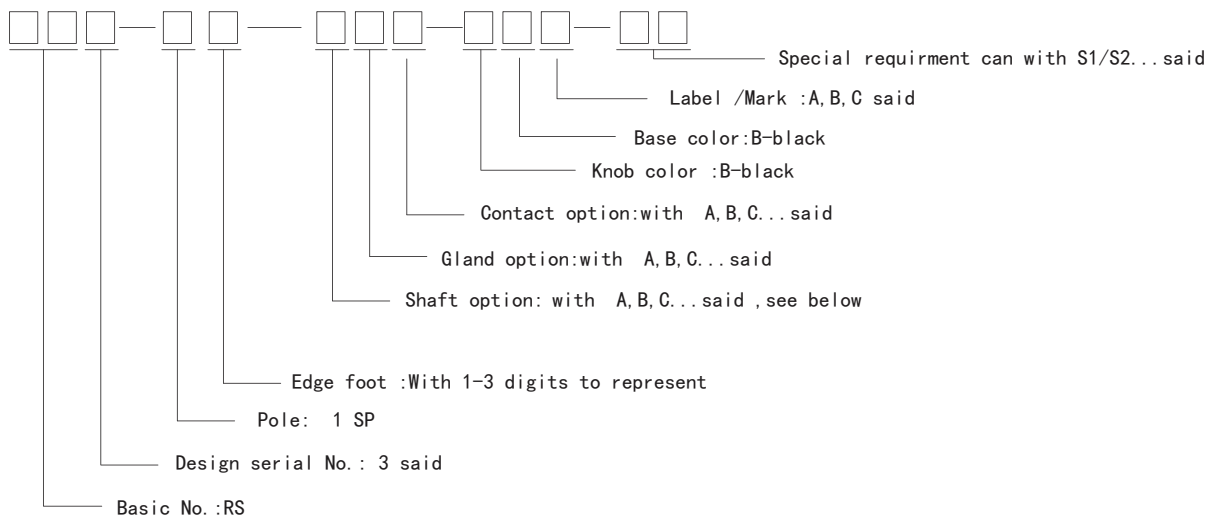 Special requirment can with S1/S2...said
Label /Mark :A,B,C said
Base color:B-black
Knob color :B-black
Contact option:with A,B,C...said
Gland option:with A,B,C...said
Shaft option: with A,B,C...said ,see below
Edge foot :With 1-3 digits to represent
Pole: 1 SP
Design serial No.: 3 said
Basic No.:RS